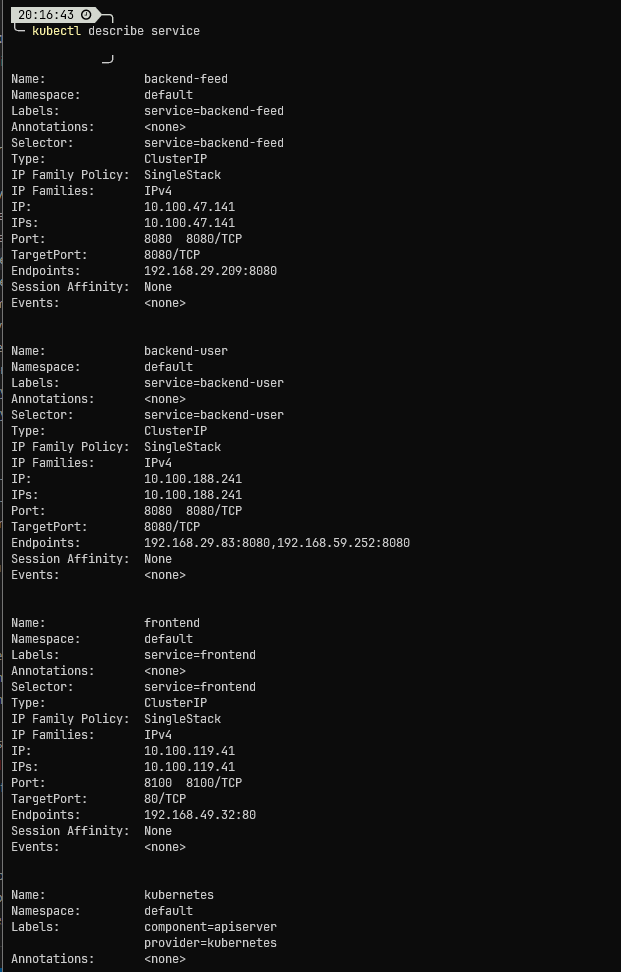 20:16:43
kubectl describe service
Name: backend-feed
Namespace: default
Labels: service=backend-feed
Annotations: <none>
Selector: service=backend-feed
Type: ClusterIP
IP Family Policy: SingleStack
IP Families: IPv4
IP: 10.100.47.141
IPs: 10.100.47.141
Port: 8080 8080/TCP
TargetPort: 8080/TCP
Endpoints: 192.168.29.209:8080
Session Affinity: None
Events: <none>
Name: backend-user
Namespace: default
Labels: service=backend-user
Annotations: <none>
Selector: service=backend-user
Type: ClusterIP
IP Family Policy: SingleStack
IP Families: IPv4
IP: 10.100.188.241
IPs: 10.100.188.241
Port: 8080 8080/TCP
TargetPort: 8080/TCP
Endpoints: 192.168.29.83:8080,192.168.59.252:8080
Session Affinity: None
Events: <none>
Name: frontend
Namespace: default
Labels: service=frontend
Annotations: <none>
Selector: service=frontend
Type: ClusterIP
IP Family Policy: SingleStack
IP Families: IPv4
IP: 10.100.119.41
IPs: 10.100.119.41
Port: 8100 8100/TCP
TargetPort: 80/TCP
Endpoints: 192.168.49.32:80
Session Affinity: None
Events: <none>
Name: kubernetes
Namespace: default
Labels: component=apiserver
provider=kubernetes
Annotations: <none>